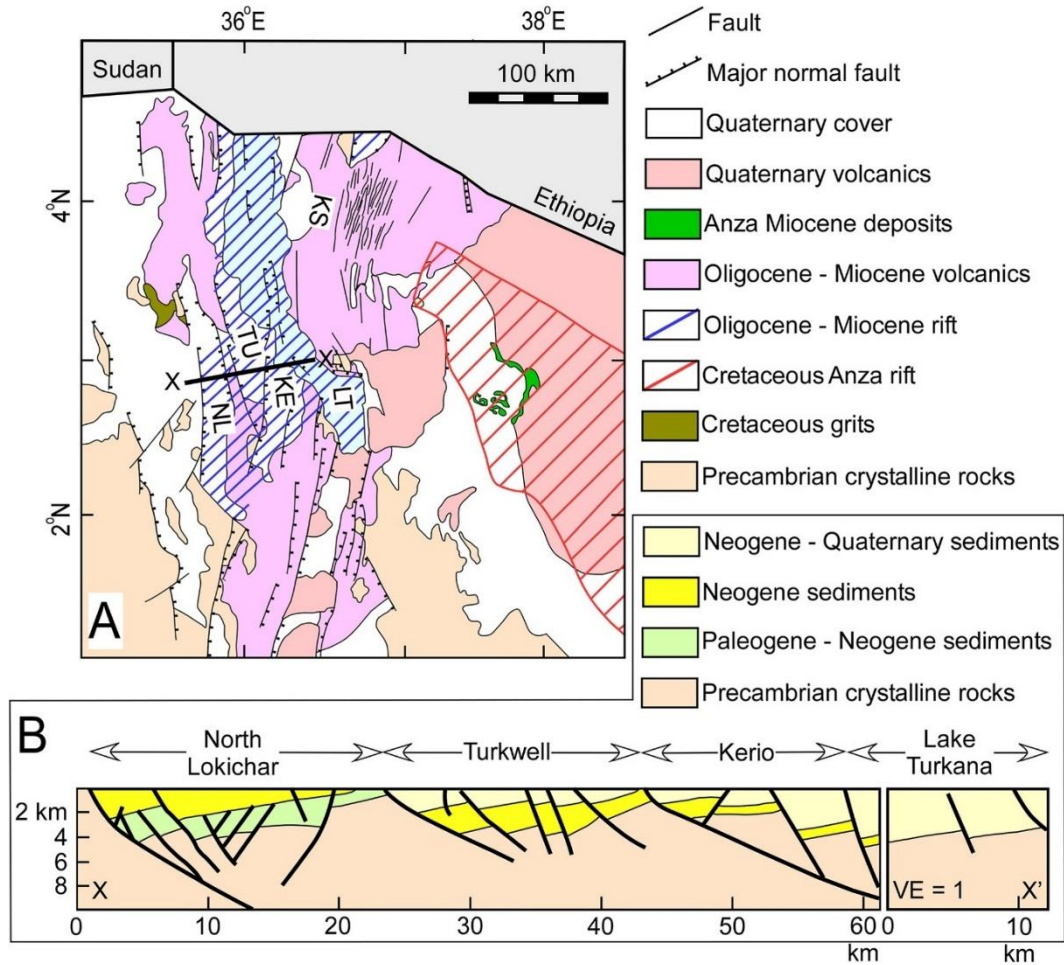 36°E
38°E
Sudan
100 km
Ethiopia
4°N
KS
TU
X
X
KE
LT
NL
2°N
A
Fault
Major normal fault
Quaternary cover
Quaternary volcanics
Anza Miocene deposits
Oligocene - Miocene volcanics
Oligocene - Miocene rift
Cretaceous Anza rift
Cretaceous grits
Precambrian crystalline rocks
Neogene - Quaternary sediments
Neogene sediments
Paleogene - Neogene sediments
Precambrian crystalline rocks
B
North
Lokichar
Turkwell
Kerio
Lake
Turkana
2 km
4
6
8
X
VE = 1
X'
0
10
20
30
40
50
60
0
10
km
km